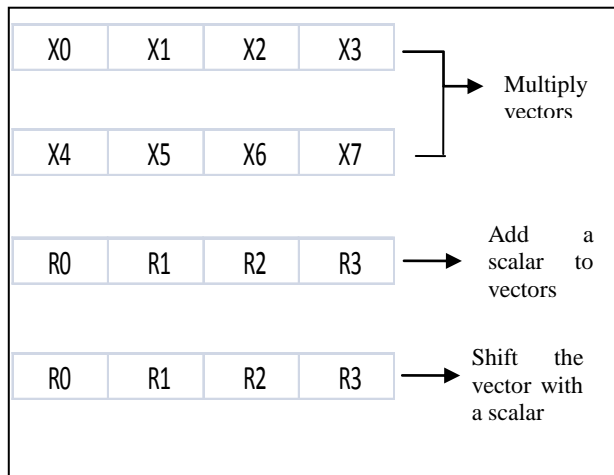 X0 X1 X2 X3
Multiply
vectors
X4 X5 X6 X7
R0 R1 R2 R3
Add a
scalar to
vectors
R0 R1 R2 R3
Shift the
vector with
a scalar